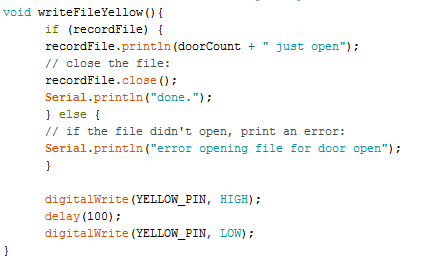 void writeFileYellow(){
if (recordFile) {
recordFile.println(doorCount + " just open");
// close the file:
recordFile.close();
Serial.println("done.");
} else {
// if the file didn't open, print an error:
Serial.println("error opening file for door open");
}
digitalWrite(YELLOW_PIN, HIGH);
delay(100);
digitalWrite(YELLOW_PIN, LOW);
}